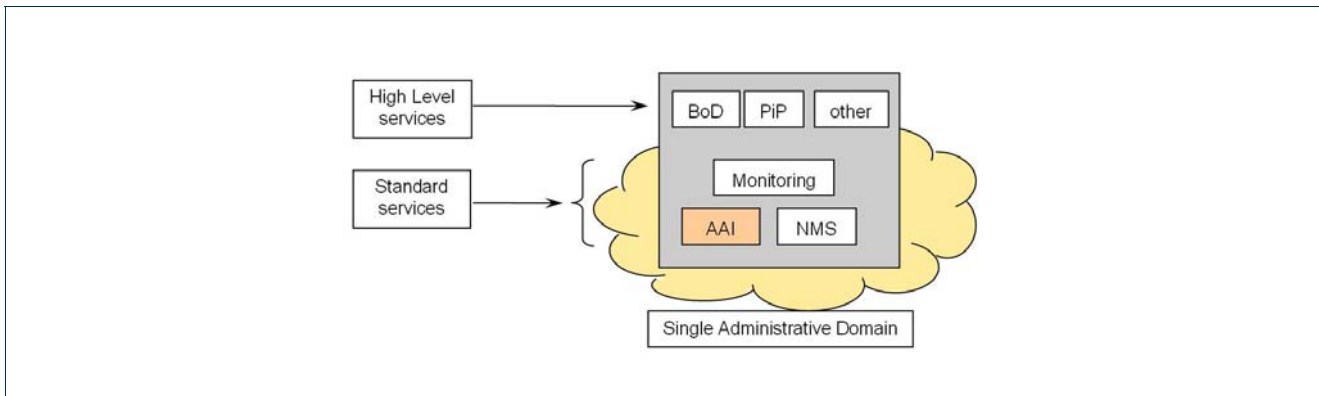 High Level
services
BoD
PiP
other
Standard
services
Monitoring
AAI
NMS
Single Administrative Domain